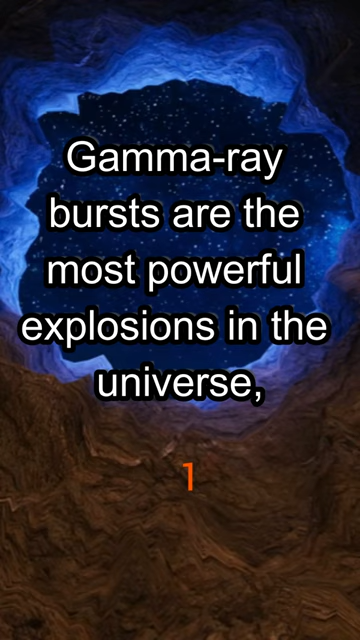 Gamma-ray
bursts are the
most powerful
explosions in the
universe,
1